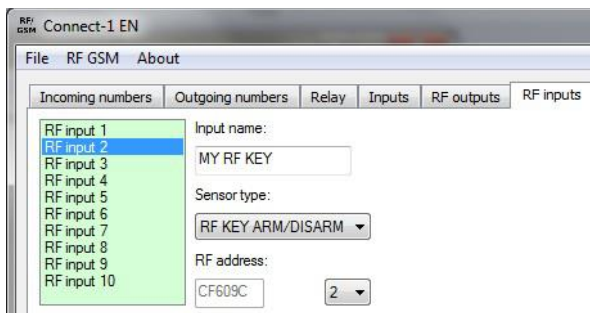 RF/ GSM Connect-1 EN
File RF GSM About
Incoming numbers Outgoing numbers Relay Inputs RF outputs RF inputs
RF input 1
RF input 2
RF input 3
RF input 4
RF input 5
RF input 6
RF input 7
RF input 8
RF input 9
RF input 10
Input name:
MY RF KEY
Sensor type:
RF KEY ARM/DISARM
RF address:
CF609C 2